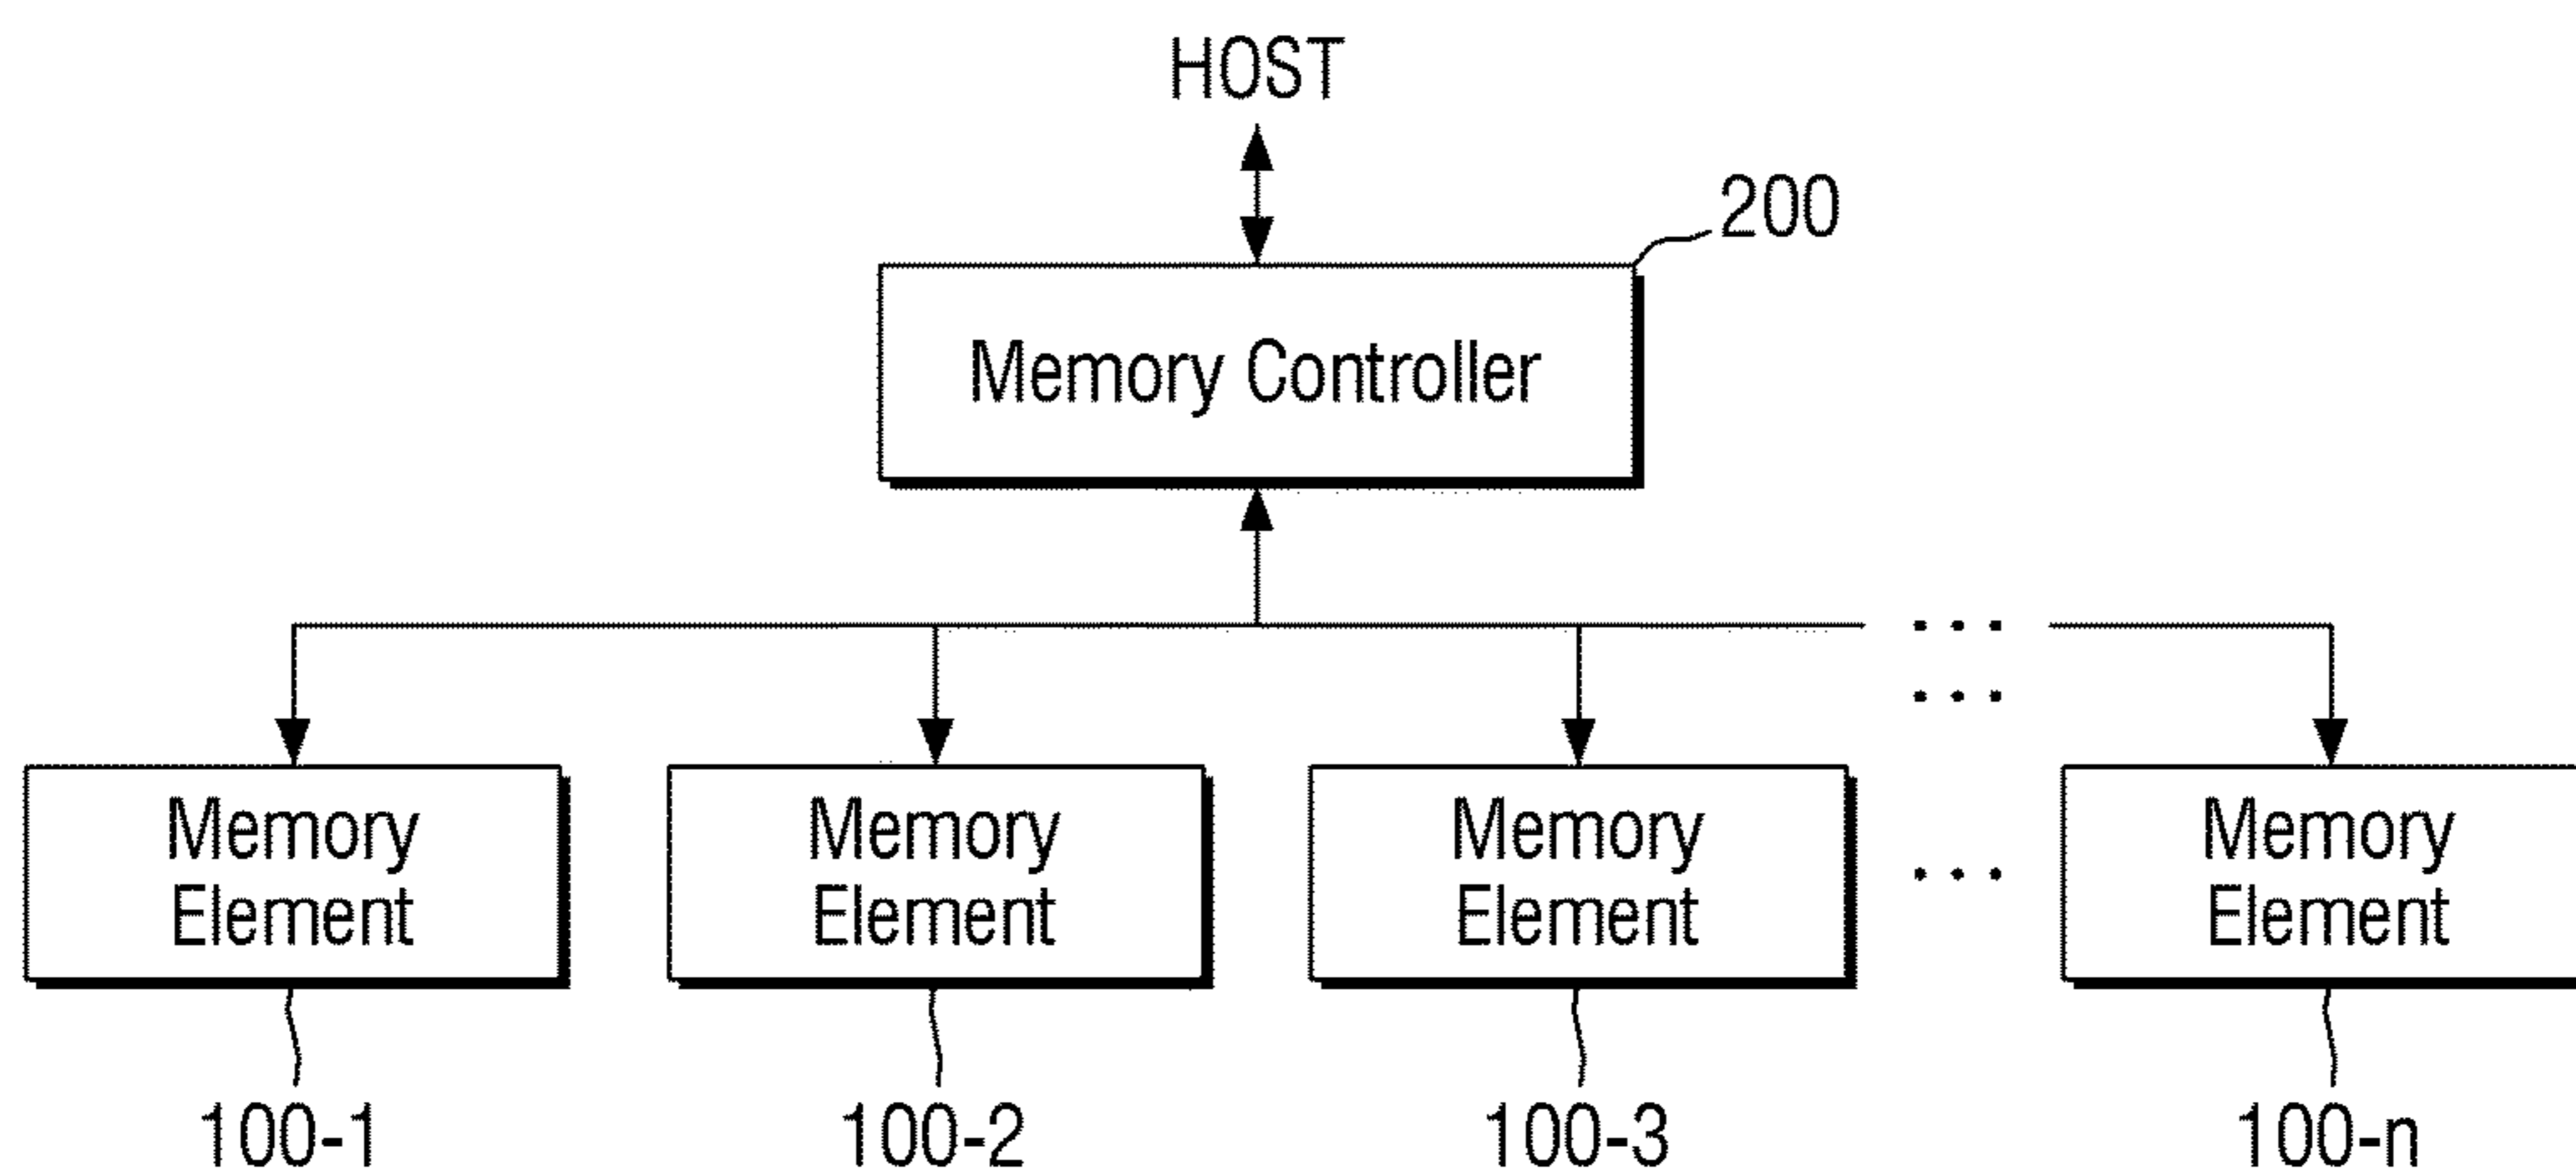 HOST
200
Memory Controller
Memory
Element
Memory
Element
Memory
Element
Memory
Element
100-1
100-2
100-3
100-n